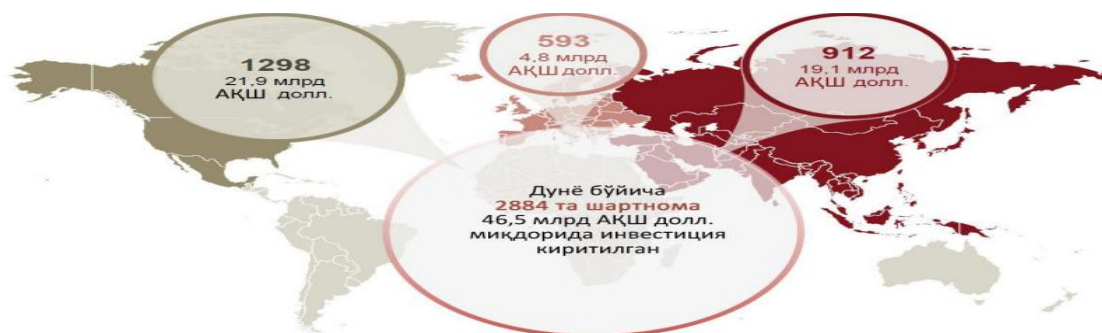 1298
21,9 млрд
АҚШ долл.
593
4,8 млрд
АҚШ долл.
912
19,1 млрд
АҚШ долл.
Дунё бўйича
2884 та шартнома
46,5 млрд АҚШ долл.
миқдорида инвестиция
киритилган